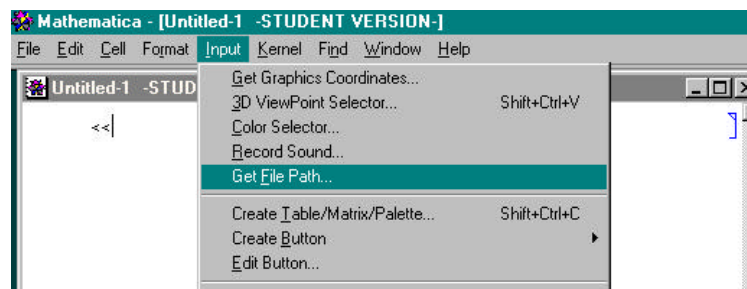 Mathematica - [Untitled-1 -STUDENT VERSION-]
File Edit Cell Format Input Kernel Find Window Help
Get Graphics Coordinates...
Untitled-1 -STUD
3D ViewPoint Selector... Shift+Ctrl+V
<<
Color Selector...
Record Sound...
Get File Path...
Create Table/Matrix/Palette... Shift+Ctrl+C
Create Button
Edit Button...